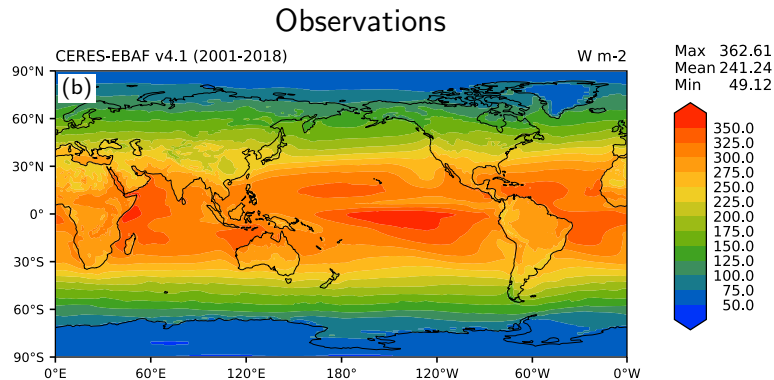 Observations
CERES-EBAF v4.1 (2001-2018) W m-2
Max 362.61
Mean 241.24
Min 49.12
(b)
90°N
60°N
30°N
0°
30°S
60°S
90°S
0°E 60°E 120°E 180° 120°W 60°W 0°W
350.0
325.0
300.0
275.0
250.0
225.0
200.0
175.0
150.0
125.0
100.0
75.0
50.0